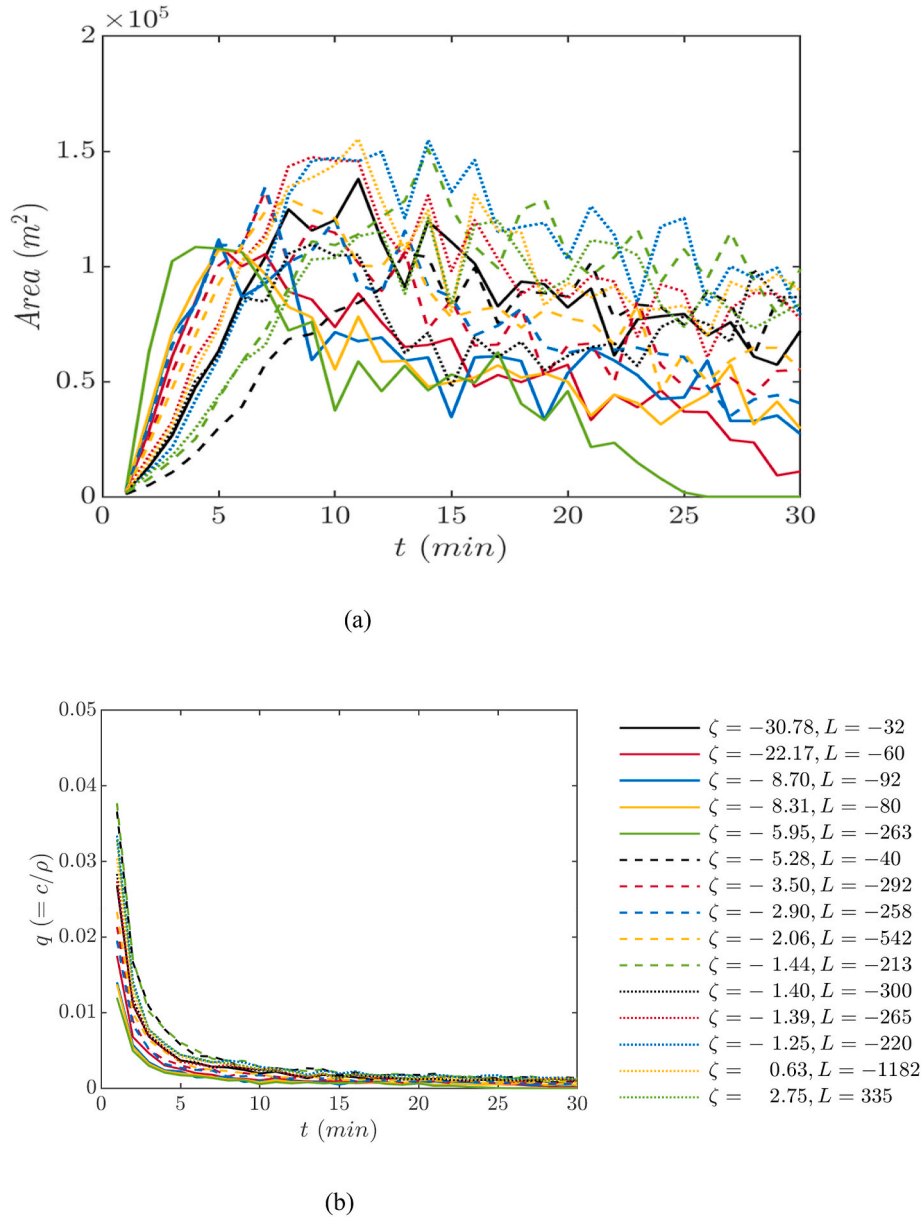 ×10⁵
2
1.5
1
0.5
0
Area (m²)
0 5 10 15 20 25 30
t (min)
(a)
0.05
0.04
0.03
0.02
0.01
0
q (= c/ρ)
0 5 10 15 20 25 30
t (min)
ζ = −30.78, L = −32
ζ = −22.17, L = −60
ζ = − 8.70, L = −92
ζ = − 8.31, L = −80
ζ = − 5.95, L = −263
ζ = − 5.28, L = −40
ζ = − 3.50, L = −292
ζ = − 2.90, L = −258
ζ = − 2.06, L = −542
ζ = − 1.44, L = −213
ζ = − 1.40, L = −300
ζ = − 1.39, L = −265
ζ = − 1.25, L = −220
ζ = 0.63, L = −1182
ζ = 2.75, L = 335
(b)